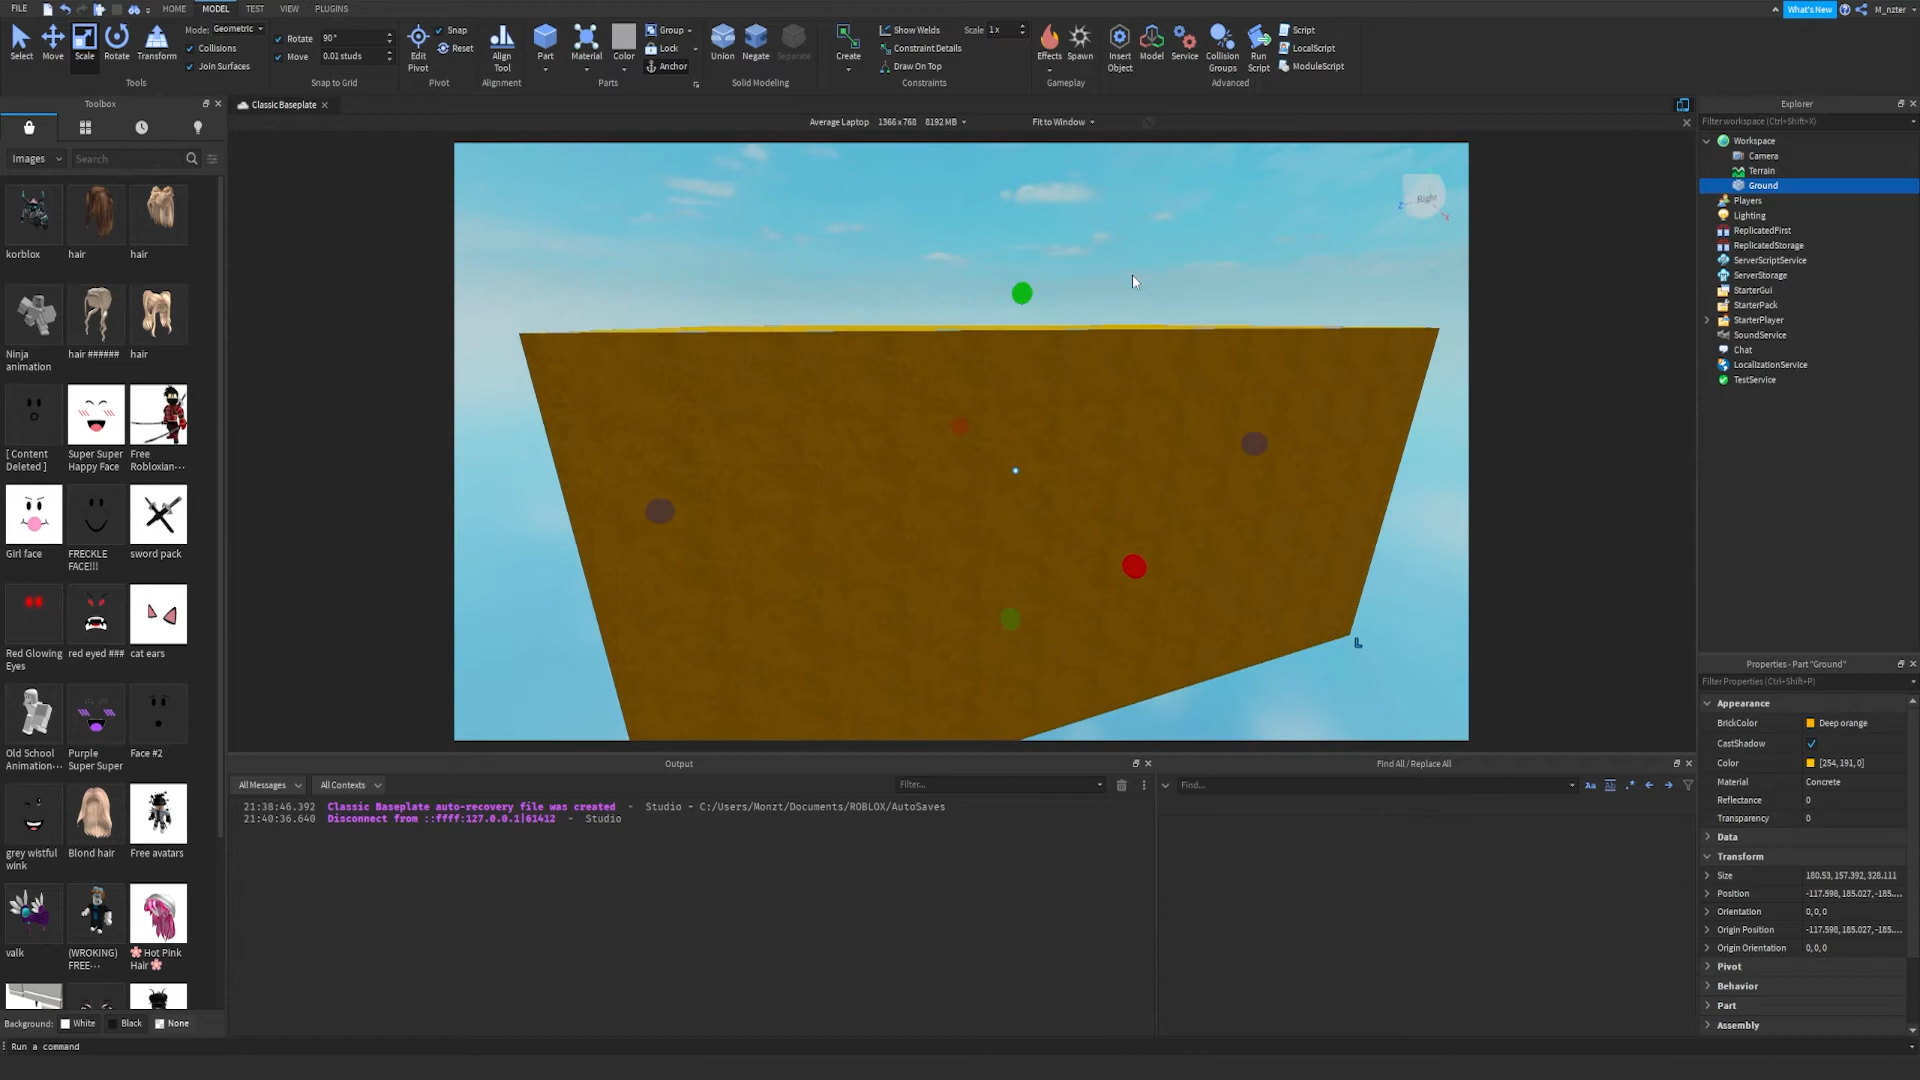 FILE HOME MODEL TEST VIEW PLUGINS What's New M_nzter
Mode: Geometric Rotate 90° Snap Group Show Welds Scale 1x Script
Collisions Reset Lock Constraint Details LocalScript
Move 0.01 studs
Join Surfaces Anchor Draw On Top ModuleScript
Select Move Scale Rotate Transform Edit Pivot Align Tool Part Material Color Union Negate Separate Create Effects Spawn Insert Object Model Service Collision Groups Run Script
Tools Snap to Grid Pivot Alignment Parts Solid Modeling Constraints Gameplay Advanced
Toolbox
Images Search
korblox hair hair
Ninja animation hair ###### hair
[ Content Deleted ] Super Super Happy Face Free Robloxian···
Girl face FRECKLE FACE!!! sword pack
Red Glowing Eyes red eyed ### cat ears
Old School Animation··· Purple Super Super Face #2
grey wistful wink Blond hair Free avatars
valk (WROKING) FREE··· 🌸Hot Pink Hair🌸
Background: White Black None
Run a command
Classic Baseplate
Average Laptop 1366 x 768 8192 MB Fit to Window
Right
Z X
L
Output
All Messages All Contexts Filter...
21:38:46.392 Classic Baseplate auto-recovery file was created - Studio - C:/Users/Monzt/Documents/ROBLOX/AutoSaves
21:40:36.640 Disconnect from ::ffff:127.0.0.1|61412 - Studio
Find All / Replace All
Find... Aa Ab
Explorer
Filter workspace (Ctrl+Shift+X)
Workspace
Camera
Terrain
Ground
Players
Lighting
ReplicatedFirst
ReplicatedStorage
ServerScriptService
ServerStorage
StarterGui
StarterPack
StarterPlayer
SoundService
Chat
LocalizationService
TestService
Properties - Part "Ground"
Filter Properties (Ctrl+Shift+P)
Appearance
BrickColor Deep orange
CastShadow
Color [254, 191, 0]
Material Concrete
Reflectance 0
Transparency 0
Data
Transform
Size 180.53, 157.392, 328.111
Position -117.598, 185.027, -185....
Orientation 0, 0, 0
Origin Position -117.598, 185.027, -185....
Origin Orientation 0, 0, 0
Pivot
Behavior
Part
Assembly